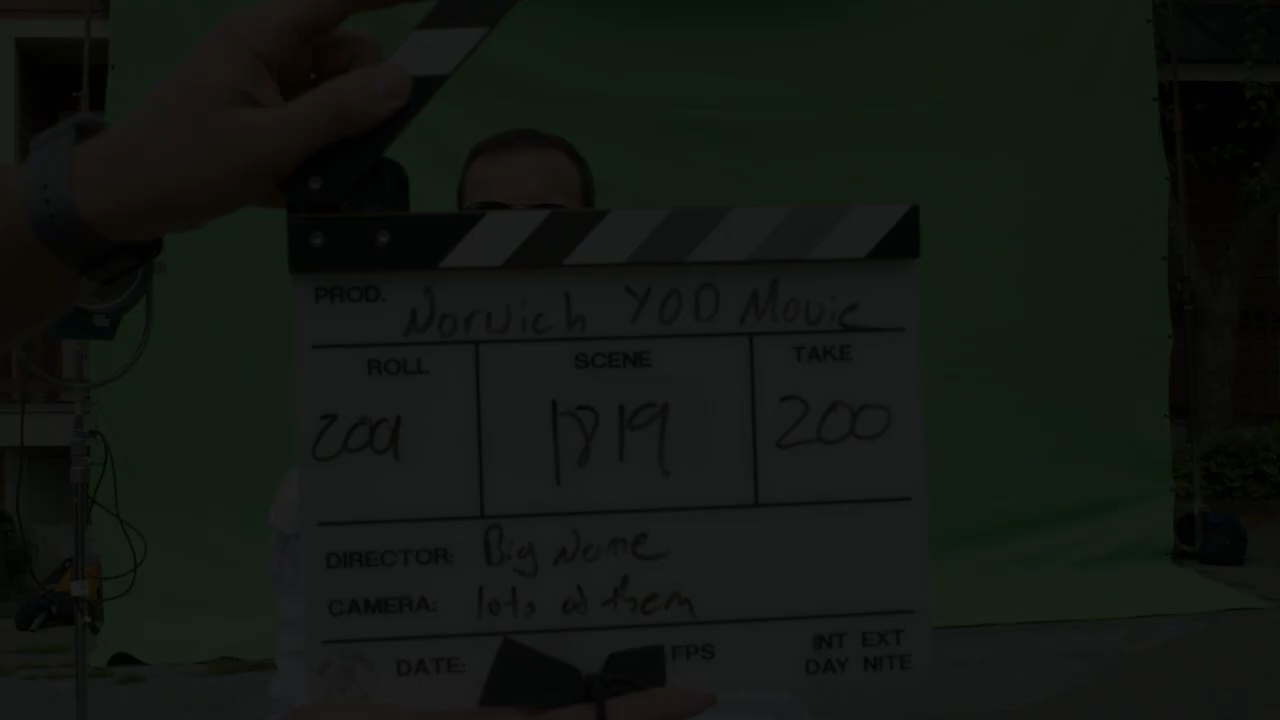 PROD. Norwich YOD Movie
ROLL SCENE TAKE
200 1819 200
DIRECTOR: Big Name
CAMERA: lots of them
DATE: FPS INT EXT
DAY NITE